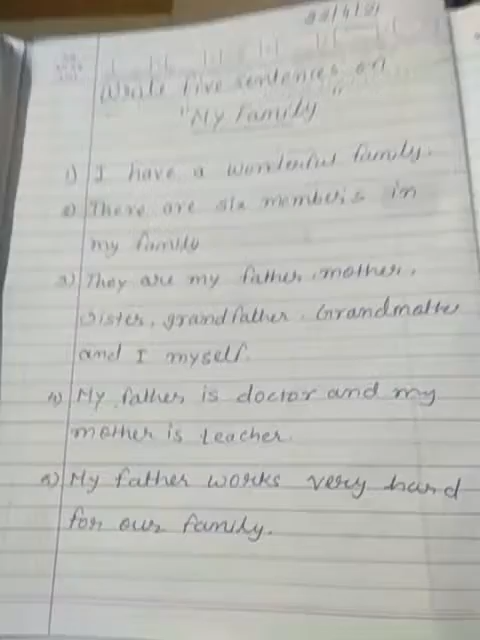 Write five sentences on
"My family"
1) I have a wonderful family.
2) There are six members in
my family
3) They are my father, mother,
sister, grandfather, Grandmother
and I myself.
4) My father is doctor and my
mother is teacher.
5) My father works very hard
for our family.